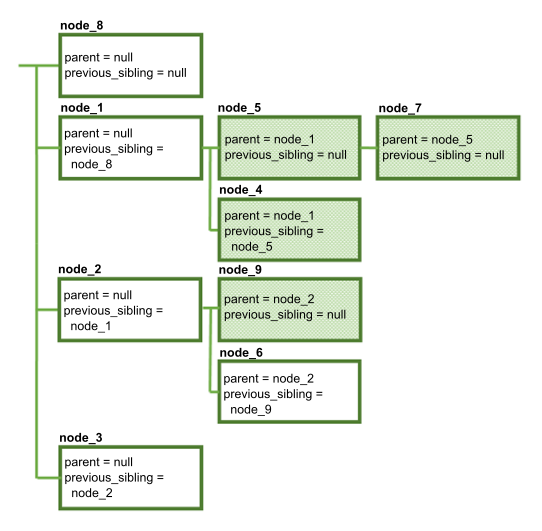 node_8
parent = null
previous_sibling = null
node_1
parent = null
previous_sibling =
node_8
node_5
parent = node_1
previous_sibling = null
node_7
parent = node_5
previous_sibling = null
node_4
parent = node_1
previous_sibling =
node_5
node_2
parent = null
previous_sibling =
node_1
node_9
parent = node_2
previous_sibling = null
node_6
parent = node_2
previous_sibling =
node_9
node_3
parent = null
previous_sibling =
node_2